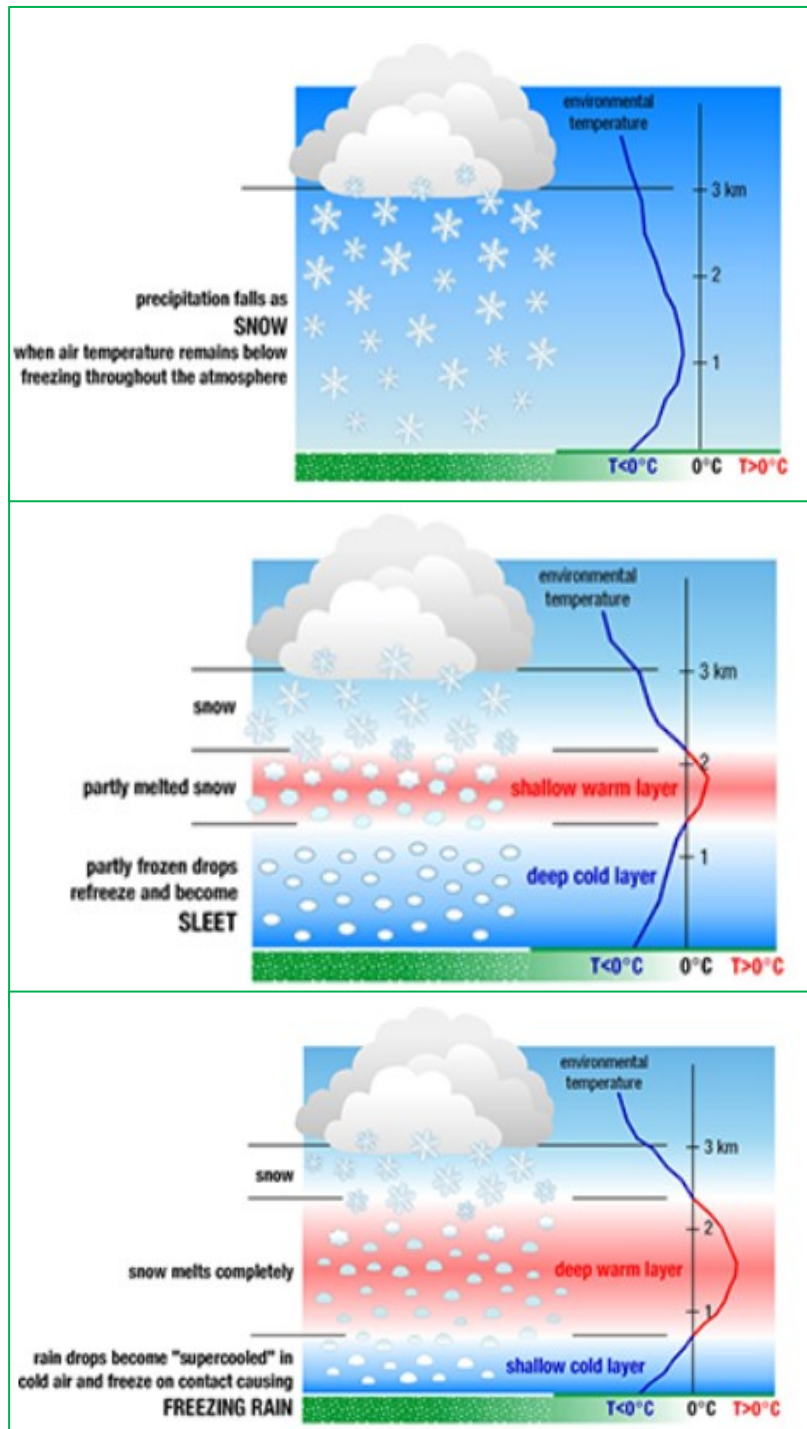 environmental
temperature
3 km
2
precipitation falls as
SNOW
when air temperature remains below
freezing throughout the atmosphere
1
T<0°C 0°C T>0°C
environmental
temperature
3 km
snow
2
partly melted snow
shallow warm layer
1
partly frozen drops
refreeze and become
SLEET
deep cold layer
T<0°C 0°C T>0°C
environmental
temperature
3 km
snow
2
snow melts completely
deep warm layer
1
rain drops become "supercooled" in
cold air and freeze on contact causing
FREEZING RAIN
shallow cold layer
T<0°C 0°C T>0°C